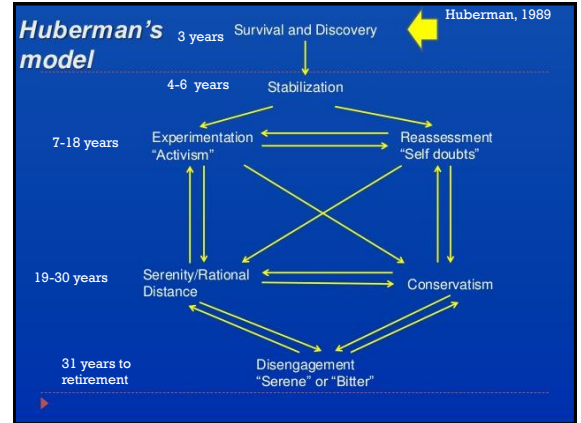 Huberman, 1989
Huberman's
model
3 years
Survival and Discovery
4-6 years
Stabilization
7-18 years
Experimentation
"Activism"
Reassessment
"Self doubts"
19-30 years
Serenity/Rational
Distance
Conservatism
31 years to
retirement
Disengagement
"Serene" or "Bitter"